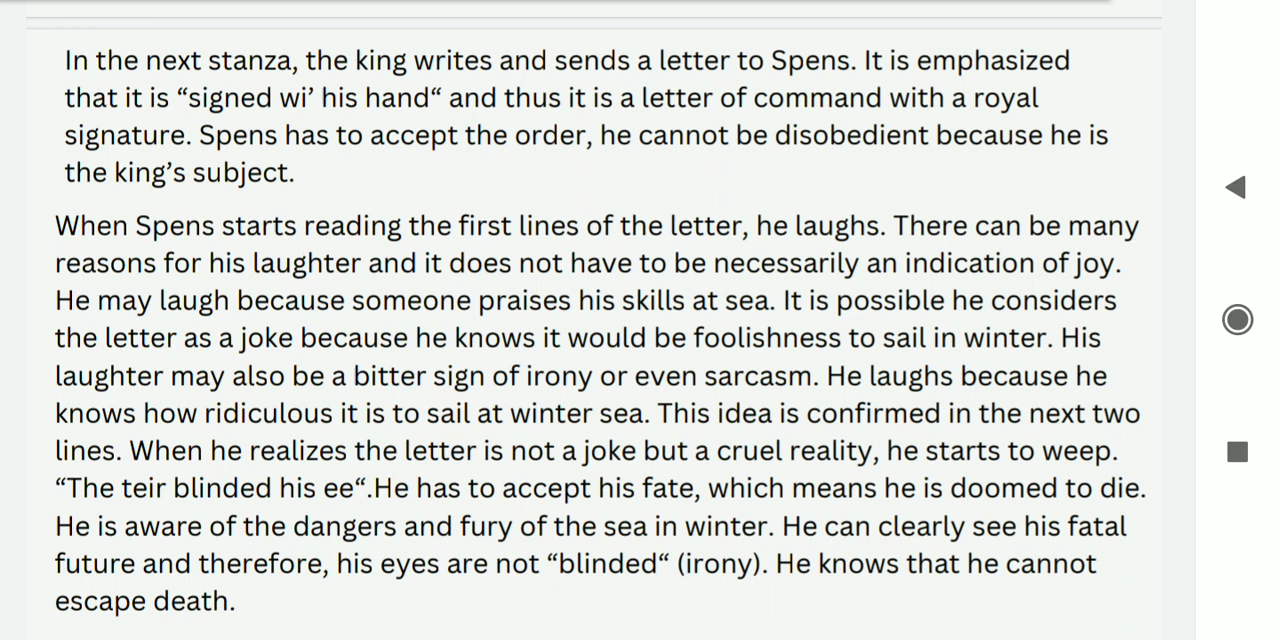 In the next stanza, the king writes and sends a letter to Spens. It is emphasized
that it is “signed wi’ his hand“ and thus it is a letter of command with a royal
signature. Spens has to accept the order, he cannot be disobedient because he is
the king’s subject.
When Spens starts reading the first lines of the letter, he laughs. There can be many
reasons for his laughter and it does not have to be necessarily an indication of joy.
He may laugh because someone praises his skills at sea. It is possible he considers
the letter as a joke because he knows it would be foolishness to sail in winter. His
laughter may also be a bitter sign of irony or even sarcasm. He laughs because he
knows how ridiculous it is to sail at winter sea. This idea is confirmed in the next two
lines. When he realizes the letter is not a joke but a cruel reality, he starts to weep.
“The teir blinded his ee“.He has to accept his fate, which means he is doomed to die.
He is aware of the dangers and fury of the sea in winter. He can clearly see his fatal
future and therefore, his eyes are not “blinded“ (irony). He knows that he cannot
escape death.